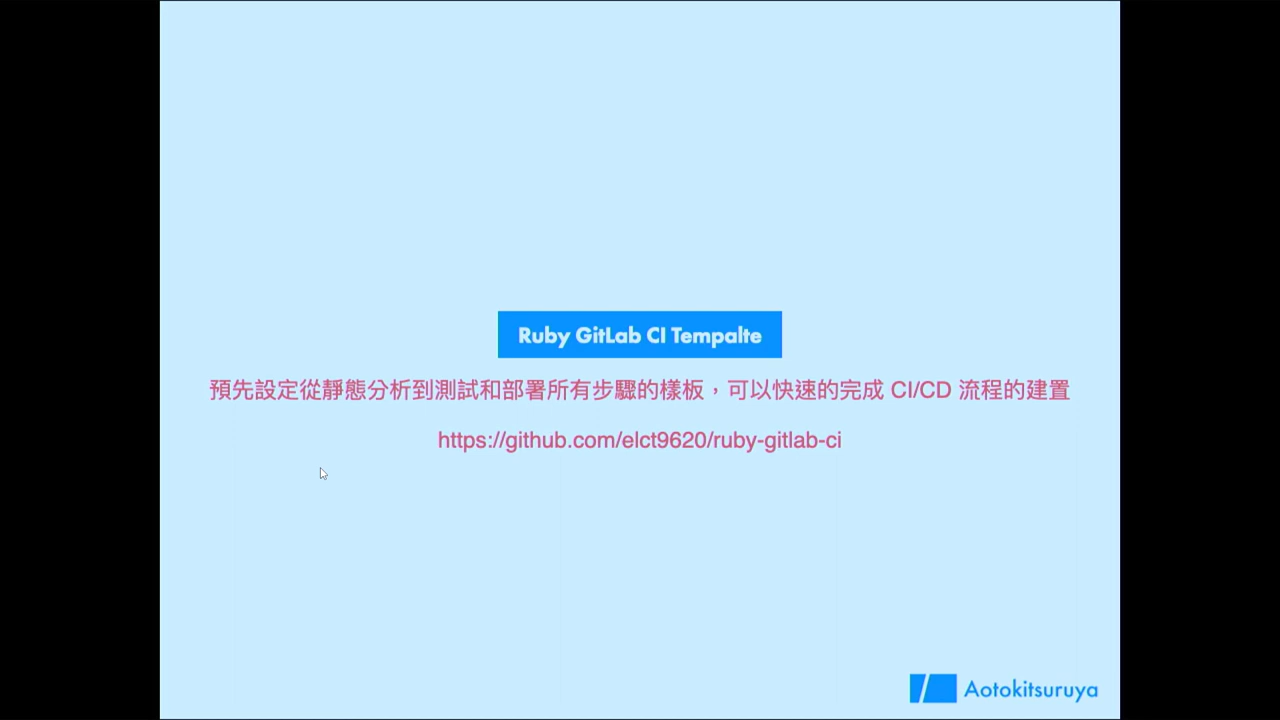 Ruby GitLab CI Tempalte
預先設定從靜態分析到測試和部署所有步驟的樣板，可以快速的完成 CI/CD 流程的建置
https://github.com/elct9620/ruby-gitlab-ci
Aotokitsuruya